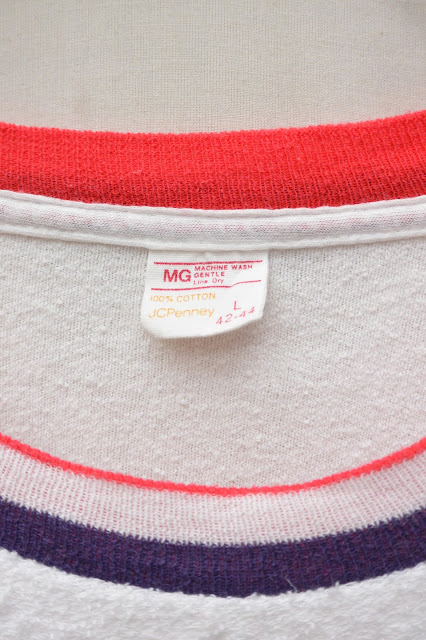 MG MACHINE WASH
GENTLE
Line Dry
100% COTTON
JCPenney
L
42-44